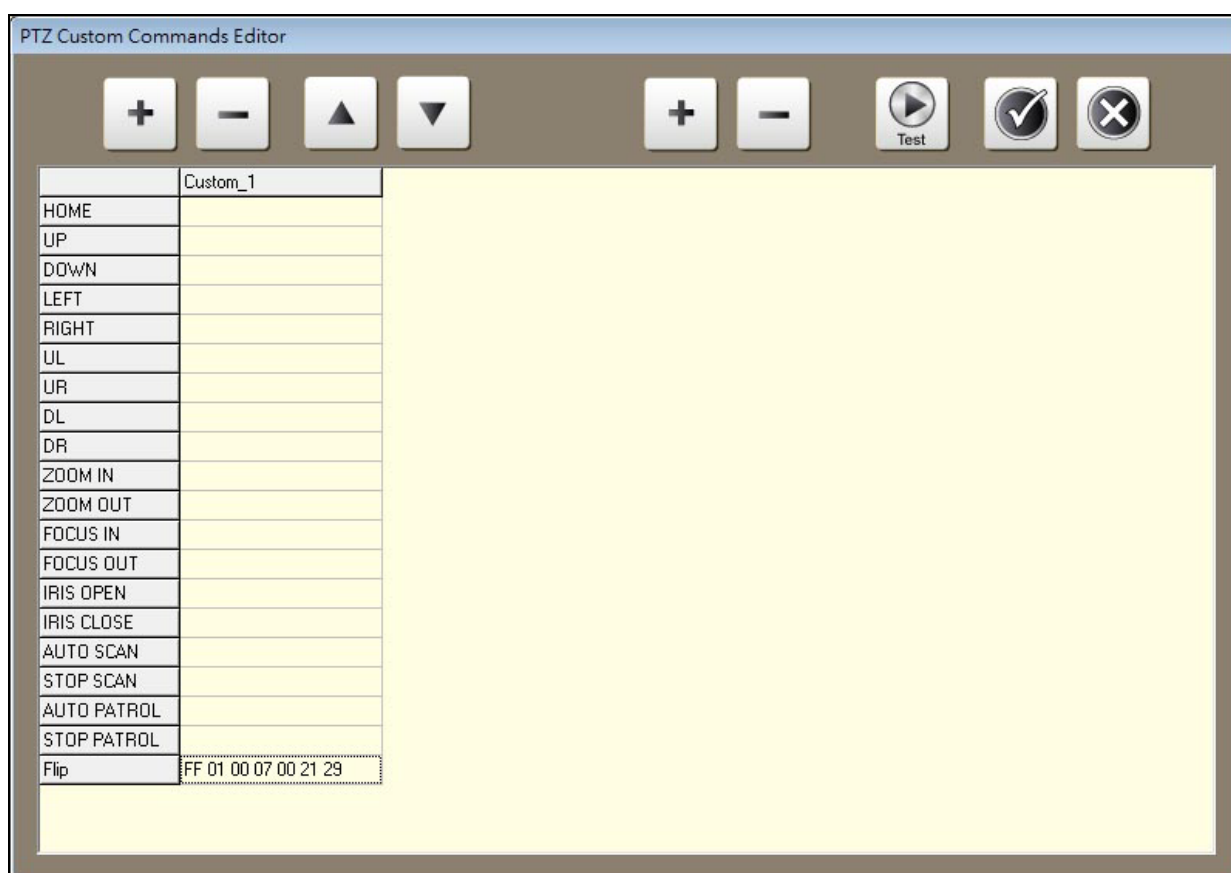 PTZ Custom Commands Editor
Test
Custom_1
HOME
UP
DOWN
LEFT
RIGHT
UL
UR
DL
DR
ZOOM IN
ZOOM OUT
FOCUS IN
FOCUS OUT
IRIS OPEN
IRIS CLOSE
AUTO SCAN
STOP SCAN
AUTO PATROL
STOP PATROL
Flip FF 01 00 07 00 21 29